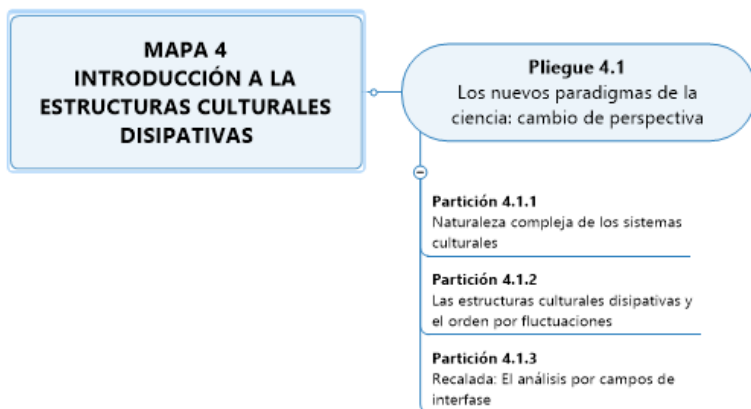 MAPA 4
INTRODUCCIÓN A LA
ESTRUCTURAS CULTURALES
DISIPATIVAS
Pliegue 4.1
Los nuevos paradigmas de la
ciencia: cambio de perspectiva
Partición 4.1.1
Naturaleza compleja de los sistemas
culturales
Partición 4.1.2
Las estructuras culturales disipativas y
el orden por fluctuaciones
Partición 4.1.3
Recalada: El análisis por campos de
interfase